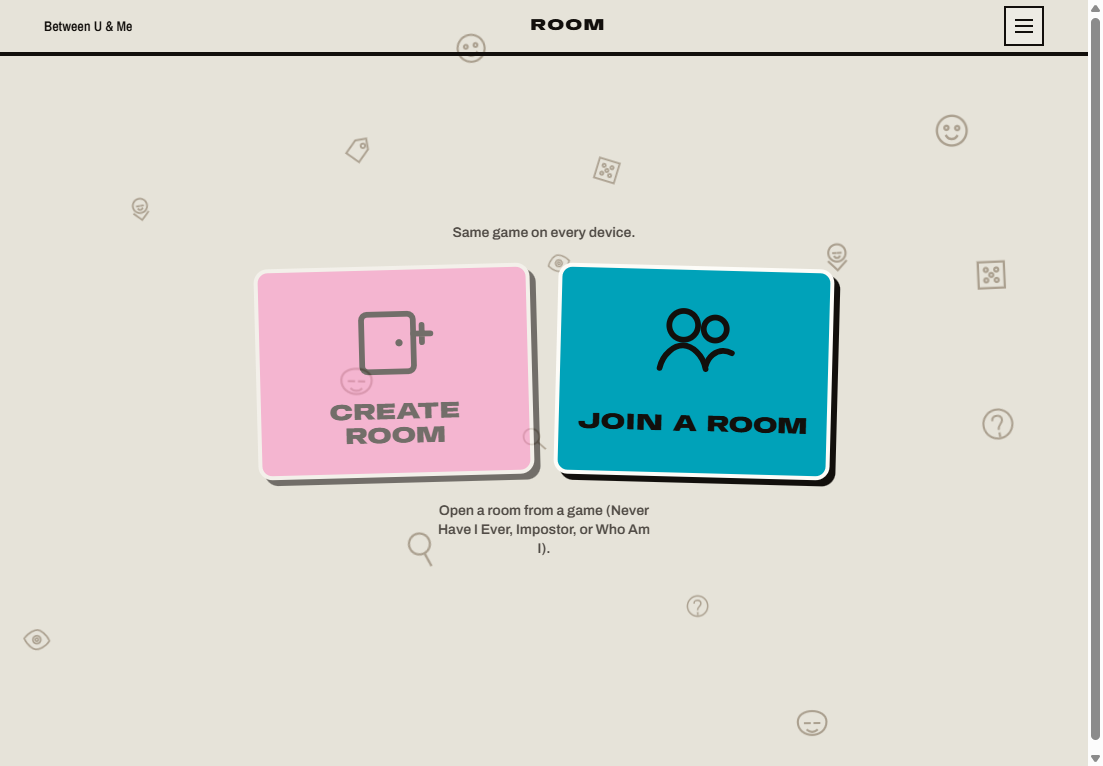 Between U & Me
ROOM
Same game on every device.
CREATE
ROOM
JOIN A ROOM
Open a room from a game (Never
Have I Ever, Impostor, or Who Am
I).